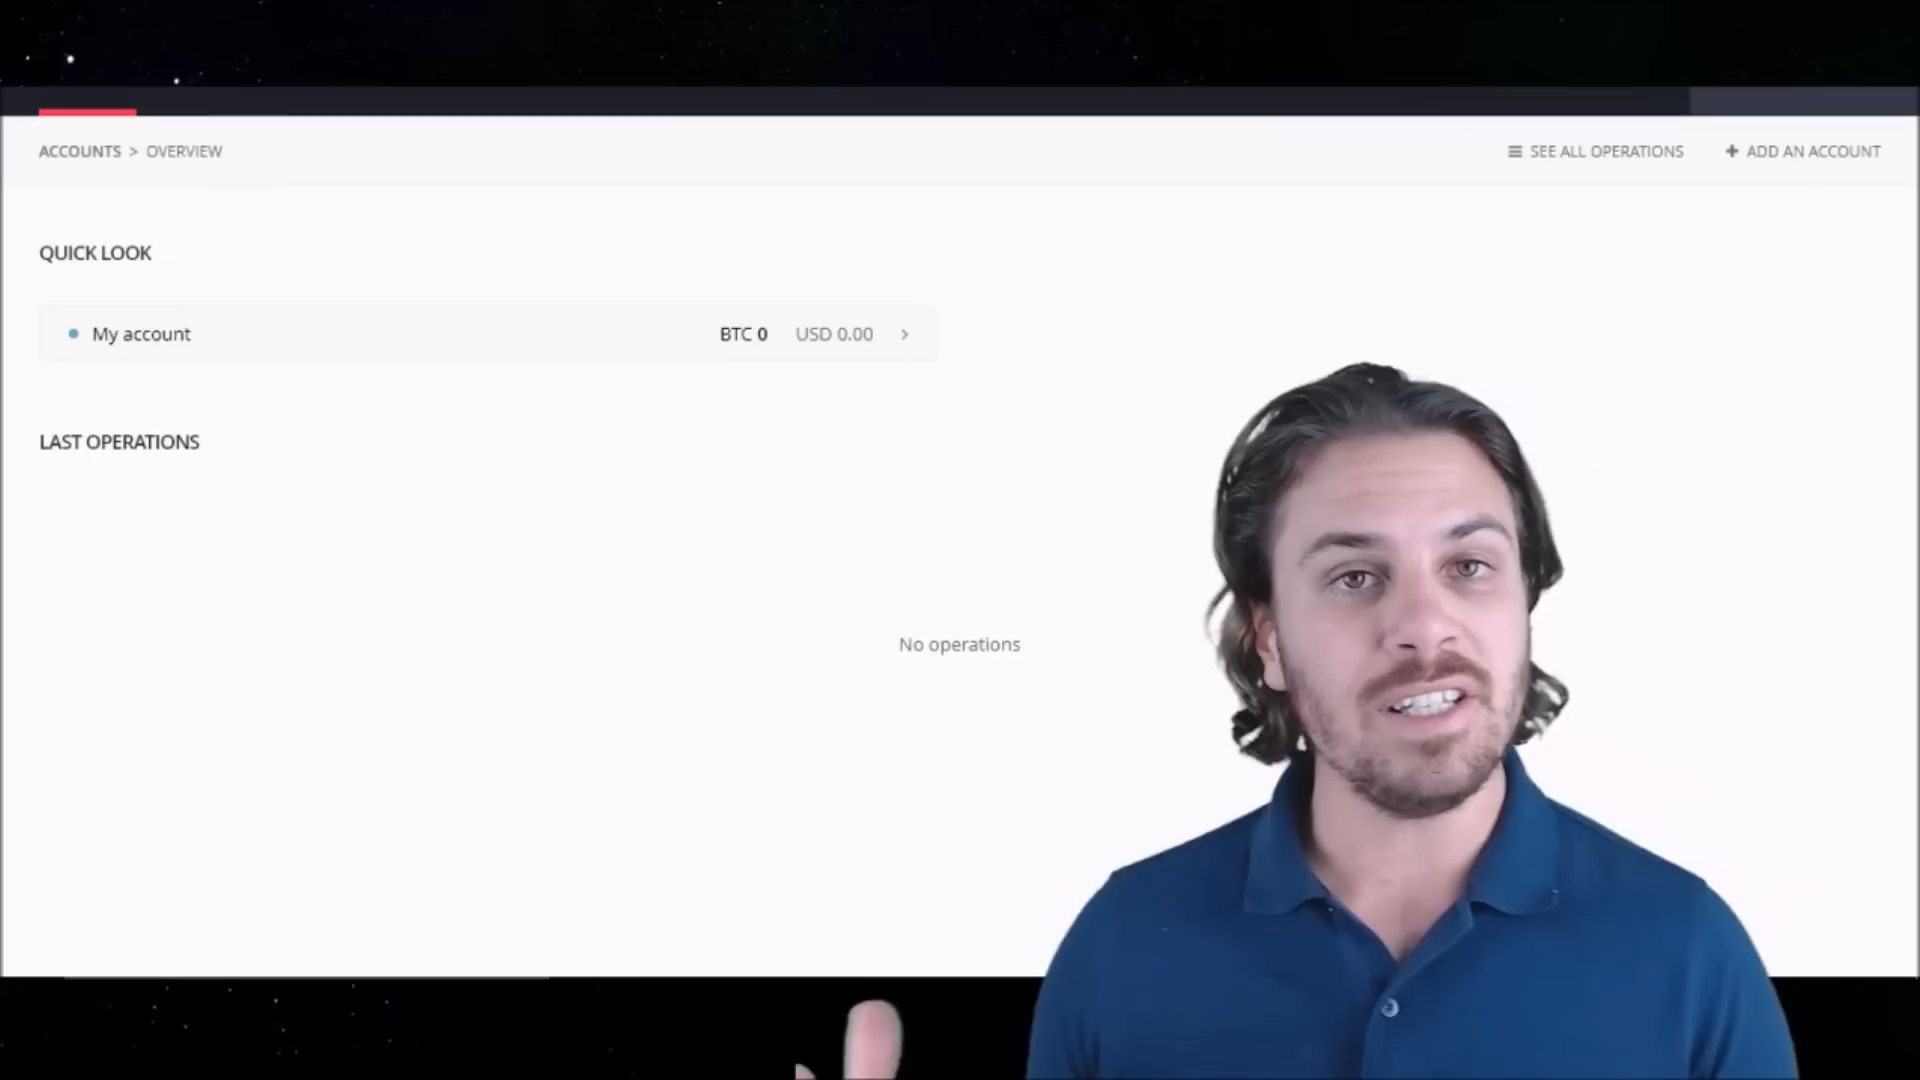 ACCOUNTS > OVERVIEW
SEE ALL OPERATIONS
ADD AN ACCOUNT
QUICK LOOK
My account BTC 0 USD 0.00 >
LAST OPERATIONS
No operations